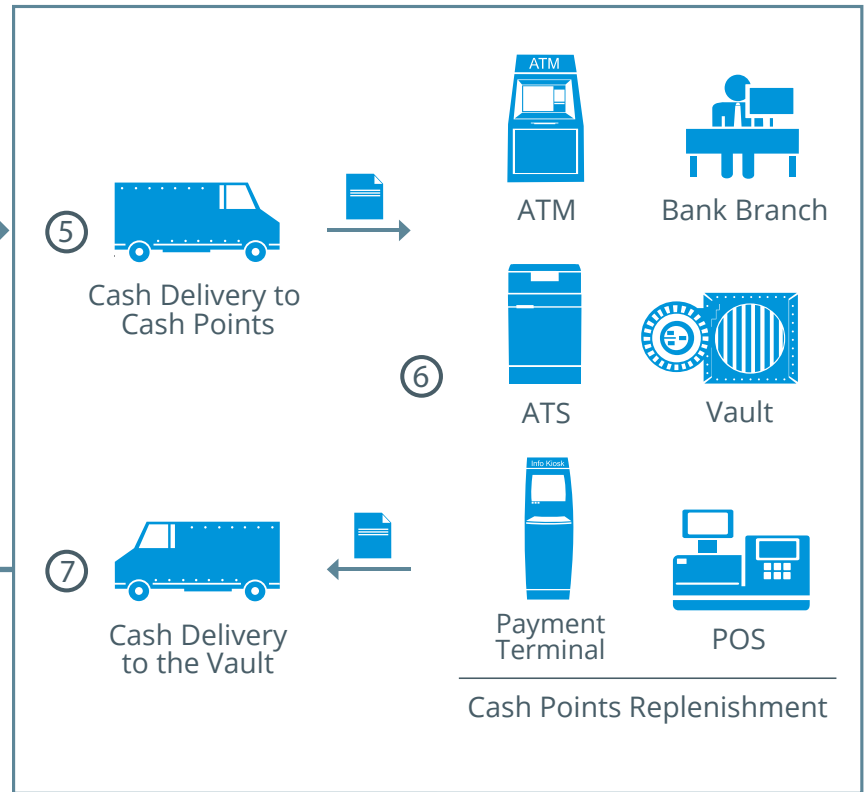 ATM
ATM
Bank Branch
5
Cash Delivery to
Cash Points
6
ATS
Vault
Info Kiosk
7
Cash Delivery
to the Vault
Payment
Terminal
POS
Cash Points Replenishment